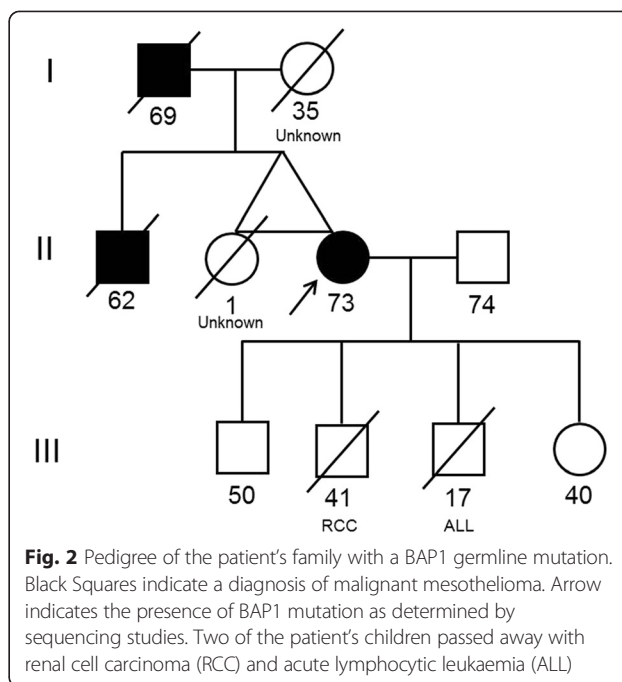 I
69
35
Unknown
II
62
1
Unknown
73
74
III
50
41
17
40
RCC
ALL
Fig. 2 Pedigree of the patient's family with a BAP1 germline mutation.
Black Squares indicate a diagnosis of malignant mesothelioma. Arrow
indicates the presence of BAP1 mutation as determined by
sequencing studies. Two of the patient's children passed away with
renal cell carcinoma (RCC) and acute lymphocytic leukaemia (ALL)